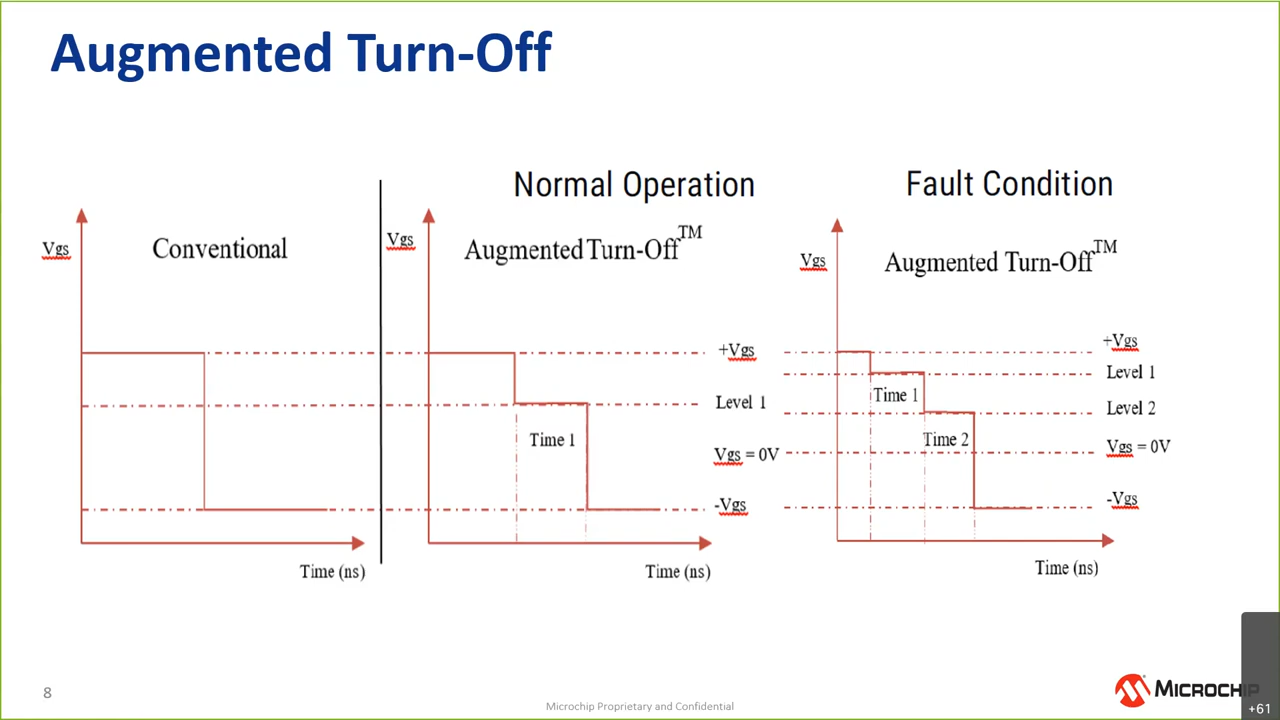 Augmented Turn-Off
Normal Operation
Fault Condition
Vgs
Conventional
Time (ns)
Vgs
Augmented Turn-Off™
+Vgs
Level 1
Time 1
Vgs = 0V
-Vgs
Time (ns)
Vgs
Augmented Turn-Off™
+Vgs
Level 1
Time 1
Level 2
Time 2
Vgs = 0V
-Vgs
Time (ns)
8
Microchip Proprietary and Confidential
MICROCHIP
+61